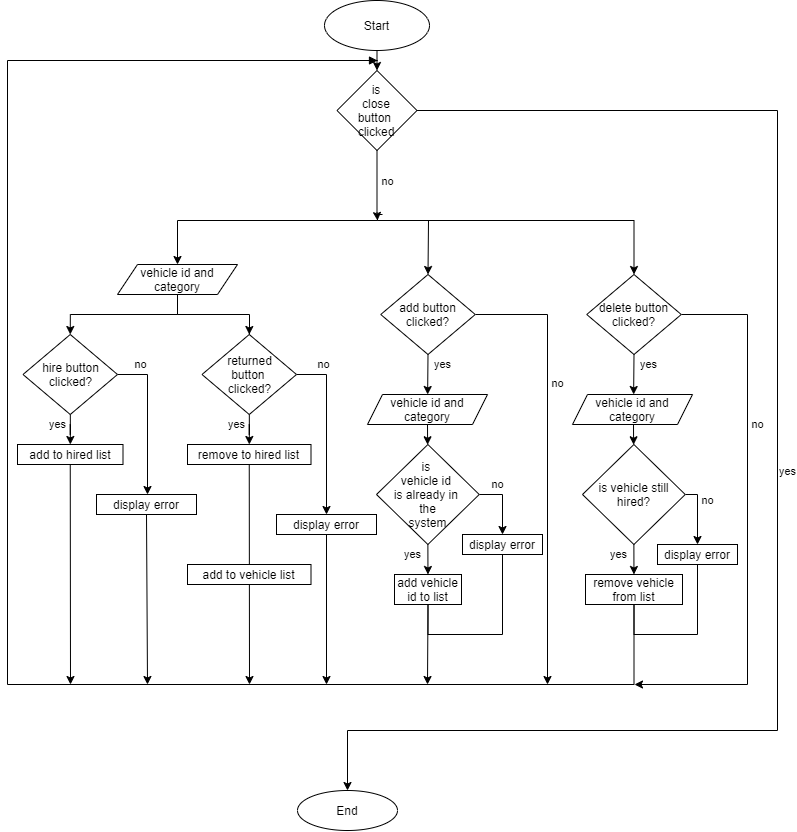 Start
is
close
button
clicked
no
vehicle id and
category
add button
clicked?
delete button
clicked?
hire button
clicked?
no
returned
button
clicked?
no
yes
yes
no
vehicle id and
category
vehicle id and
category
yes
yes
no
add to hired list
remove to hired list
is
vehicle id
is already in
the
system
no
is vehicle still
hired?
no
yes
display error
display error
display error
yes
display error
yes
add to vehicle list
add vehicle
id to list
remove vehicle
from list
End